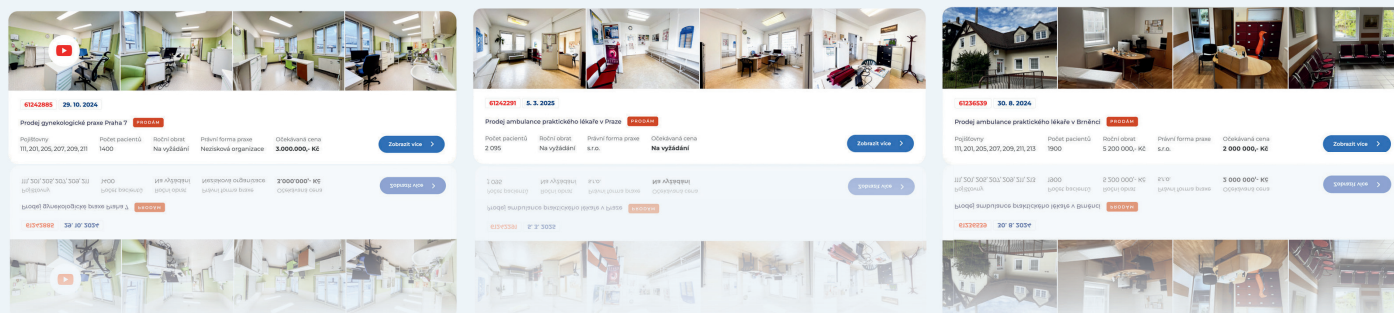 61242885 29. 10. 2024
Prodej gynekologické praxe Praha 7 PRODÁM
Pojišťovny Počet pacientů Roční obrat Právní forma praxe Očekávaná cena
111, 201, 205, 207, 209, 211 1400 Na vyžádání Nezisková organizace 3.000.000,- Kč
Zobrazit více
61242291 5. 3. 2025
Prodej ambulance praktického lékaře v Praze PRODÁM
Počet pacientů Roční obrat Právní forma praxe Očekávaná cena
2 095 Na vyžádání s.r.o. Na vyžádání
Zobrazit více
61236539 30. 8. 2024
Prodej ambulance praktického lékaře v Brněnci PRODÁM
Pojišťovny Počet pacientů Roční obrat Právní forma praxe Očekávaná cena
111, 201, 205, 207, 209, 211, 213 1900 5 200 000,- Kč s.r.o. 2 000 000,- Kč
Zobrazit více